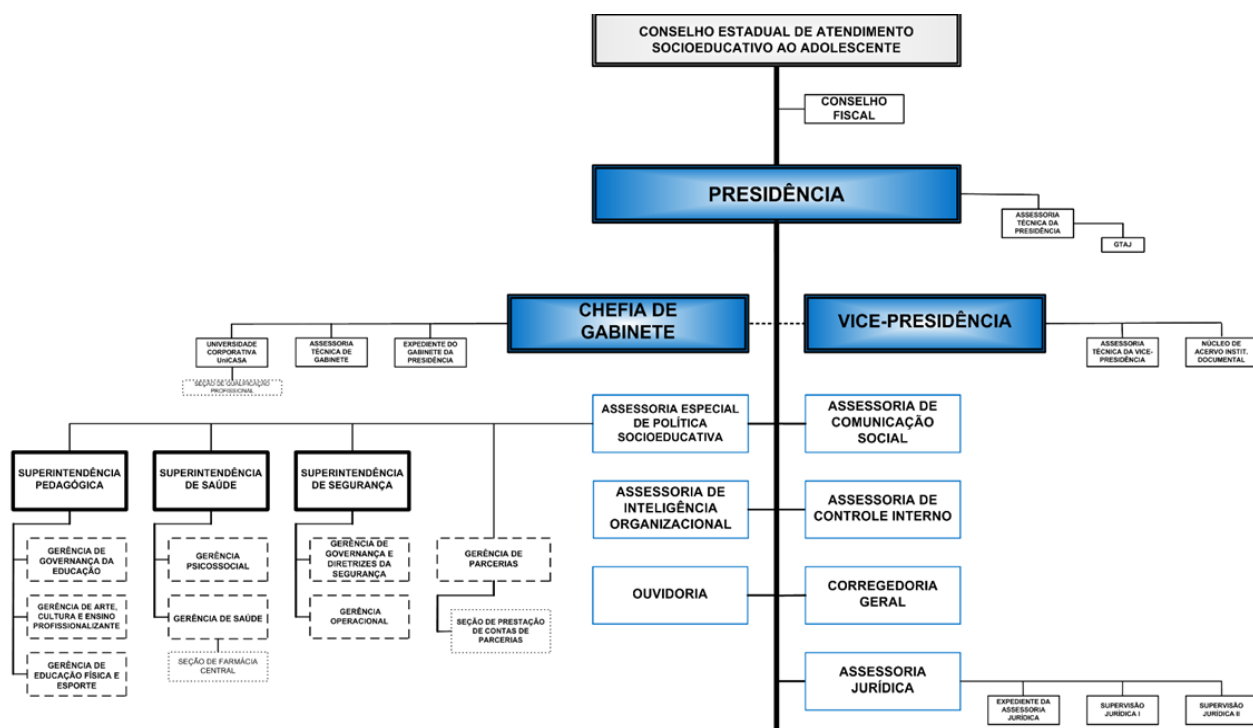 CONSELHO ESTADUAL DE ATENDIMENTO
SOCIOEDUCATIVO AO ADOLESCENTE
CONSELHO
FISCAL
PRESIDÊNCIA
ASSESSORIA
TÉCNICA DA
PRESIDÊNCIA
GTAJ
CHEFIA DE
GABINETE
VICE-PRESIDÊNCIA
UNIVERSIDADE
CORPORATIVA
UniCASA
ASSESSORIA
TÉCNICA DE
GABINETE
EXPEDIENTE DO
GABINETE DA
PRESIDÊNCIA
ASSESSORIA
TÉCNICA DA VICE-
PRESIDÊNCIA
NÚCLEO DE
ACERVO INSTIT.
DOCUMENTAL
SEÇÃO DE QUALIFICAÇÃO
PROFISSIONAL
ASSESSORIA ESPECIAL
DE POLÍTICA
SOCIOEDUCATIVA
ASSESSORIA DE
COMUNICAÇÃO
SOCIAL
SUPERINTENDÊNCIA
PEDAGÓGICA
SUPERINTENDÊNCIA
DE SAÚDE
SUPERINTENDÊNCIA
DE SEGURANÇA
ASSESSORIA DE
INTELIGÊNCIA
ORGANIZACIONAL
ASSESSORIA DE
CONTROLE INTERNO
GERÊNCIA DE
GOVERNANÇA DA
EDUCAÇÃO
GERÊNCIA
PSICOSSOCIAL
GERÊNCIA DE
GOVERNANÇA E
DIRETRIZES DA
SEGURANÇA
GERÊNCIA DE
PARCERIAS
OUVIDORIA
CORREGEDORIA
GERAL
GERÊNCIA DE ARTE,
CULTURA E ENSINO
PROFISSIONALIZANTE
GERÊNCIA DE SAÚDE
GERÊNCIA
OPERACIONAL
SEÇÃO DE PRESTAÇÃO
DE CONTAS DE
PARCERIAS
GERÊNCIA DE
EDUCAÇÃO FÍSICA E
ESPORTE
SEÇÃO DE FARMÁCIA
CENTRAL
ASSESSORIA
JURÍDICA
EXPEDIENTE DA
ASSESSORIA
JURÍDICA
SUPERVISÃO
JURÍDICA I
SUPERVISÃO
JURÍDICA II